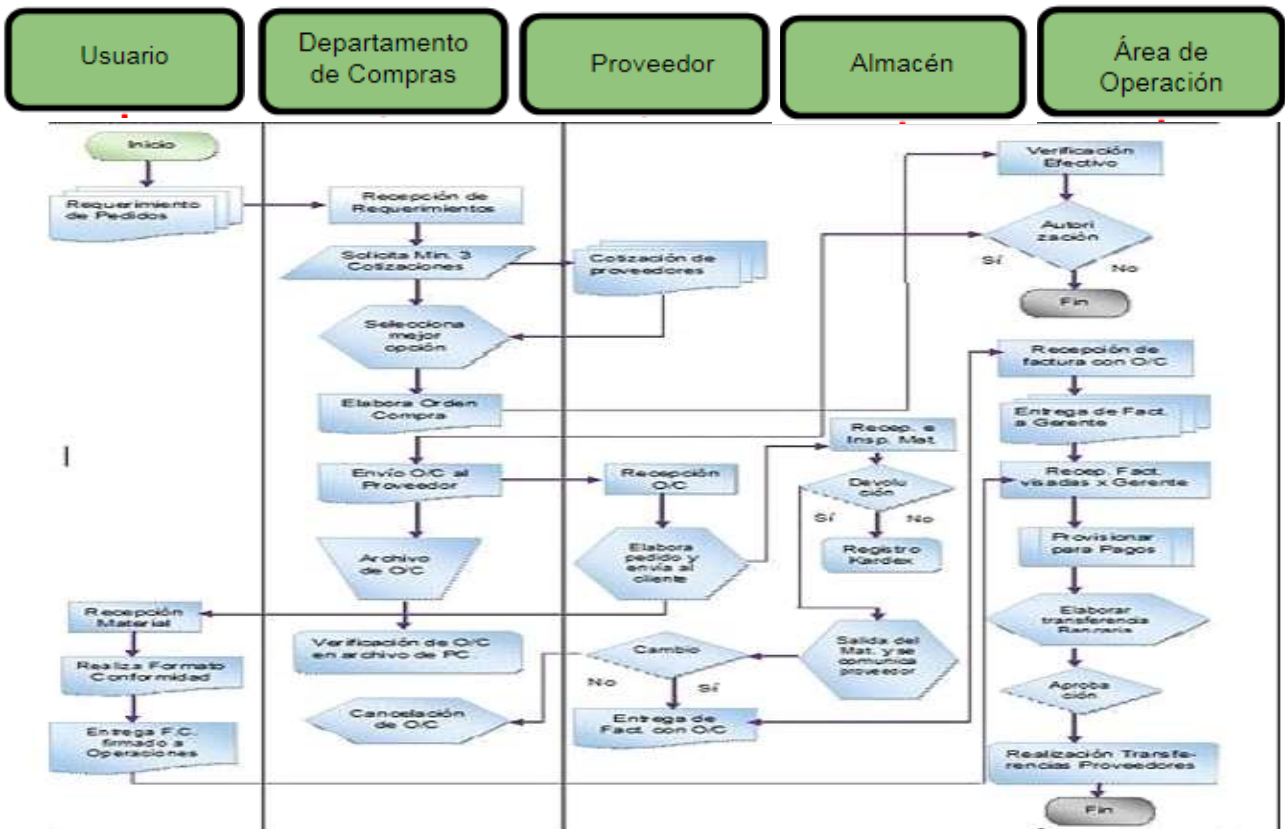 Usuario
Departamento
de Compras
Proveedor
Almacén
Área de
Operación
Inicio
Requerimiento
de Pedidos
Recepción de
Requerimientos
Solicita Min. 3
Cotizaciones
Selecciona
mejor
opción
Elabora Orden
Compra
Envío O/C al
Proveedor
Archivo
de O/C
Verificación de O/C
en archivo de PC
Cancelación
de O/C
Recepción
Material
Realiza Formato
Conformidad
Entrega F.C.
firmado a
Operaciones
Cotización de
proveedores
Recepción
O/C
Elabora
pedido y
envía al
cliente
Cambio
No
Sí
Entrega de
Fact. con O/C
Recep. e
Insp. Mat.
Devolu
ción
Sí
No
Registro
Kardex
Salida del
Mat. y se
comunica
proveedor
Verificación
Efectivo
Autori
zación
Sí
No
Fin
Recepción de
factura con O/C
Entrega de Fact.
a Gerente
Recep. Fact.
visadas x Gerente
Provisionar
para Pagos
Elaborar
transferencia
Bancaria
Aproba
ción
Realización Transfe-
rencias Proveedores
Fin